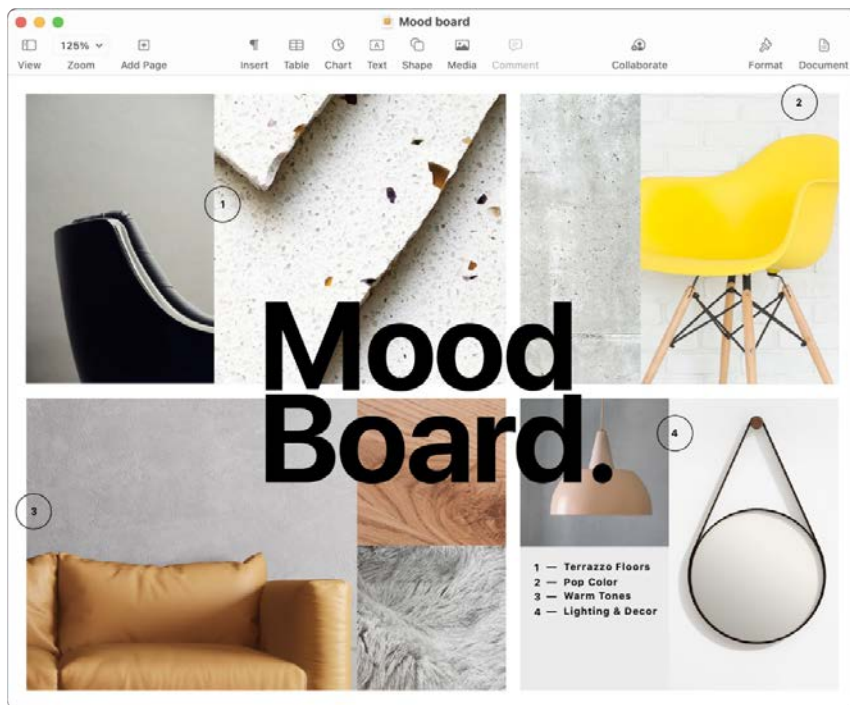 Mood board
125%
View
Zoom
Add Page
Insert
Table
Chart
Text
Shape
Media
Comment
Collaborate
Format
Document
2
1
Mood
Board.
4
3
1 — Terrazzo Floors
2 — Pop Color
3 — Warm Tones
4 — Lighting & Decor